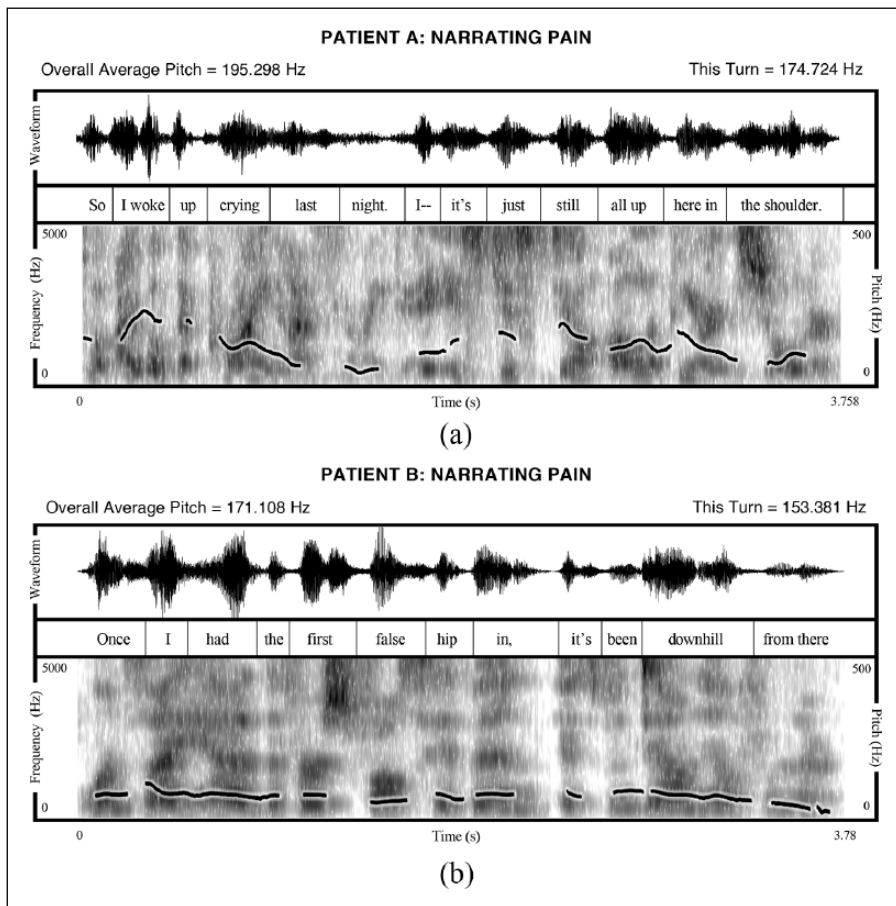 PATIENT A: NARRATING PAIN
Overall Average Pitch = 195.298 Hz This Turn = 174.724 Hz
Waveform
So I woke up crying last night. I-- it's just still all up here in the shoulder.
5000 500
Frequency (Hz) Pitch (Hz)
0 0
0 Time (s) 3.758
(a)
PATIENT B: NARRATING PAIN
Overall Average Pitch = 171.108 Hz This Turn = 153.381 Hz
Waveform
Once I had the first false hip in, it's been downhill from there
5000 500
Frequency (Hz) Pitch (Hz)
0 0
0 Time (s) 3.78
(b)